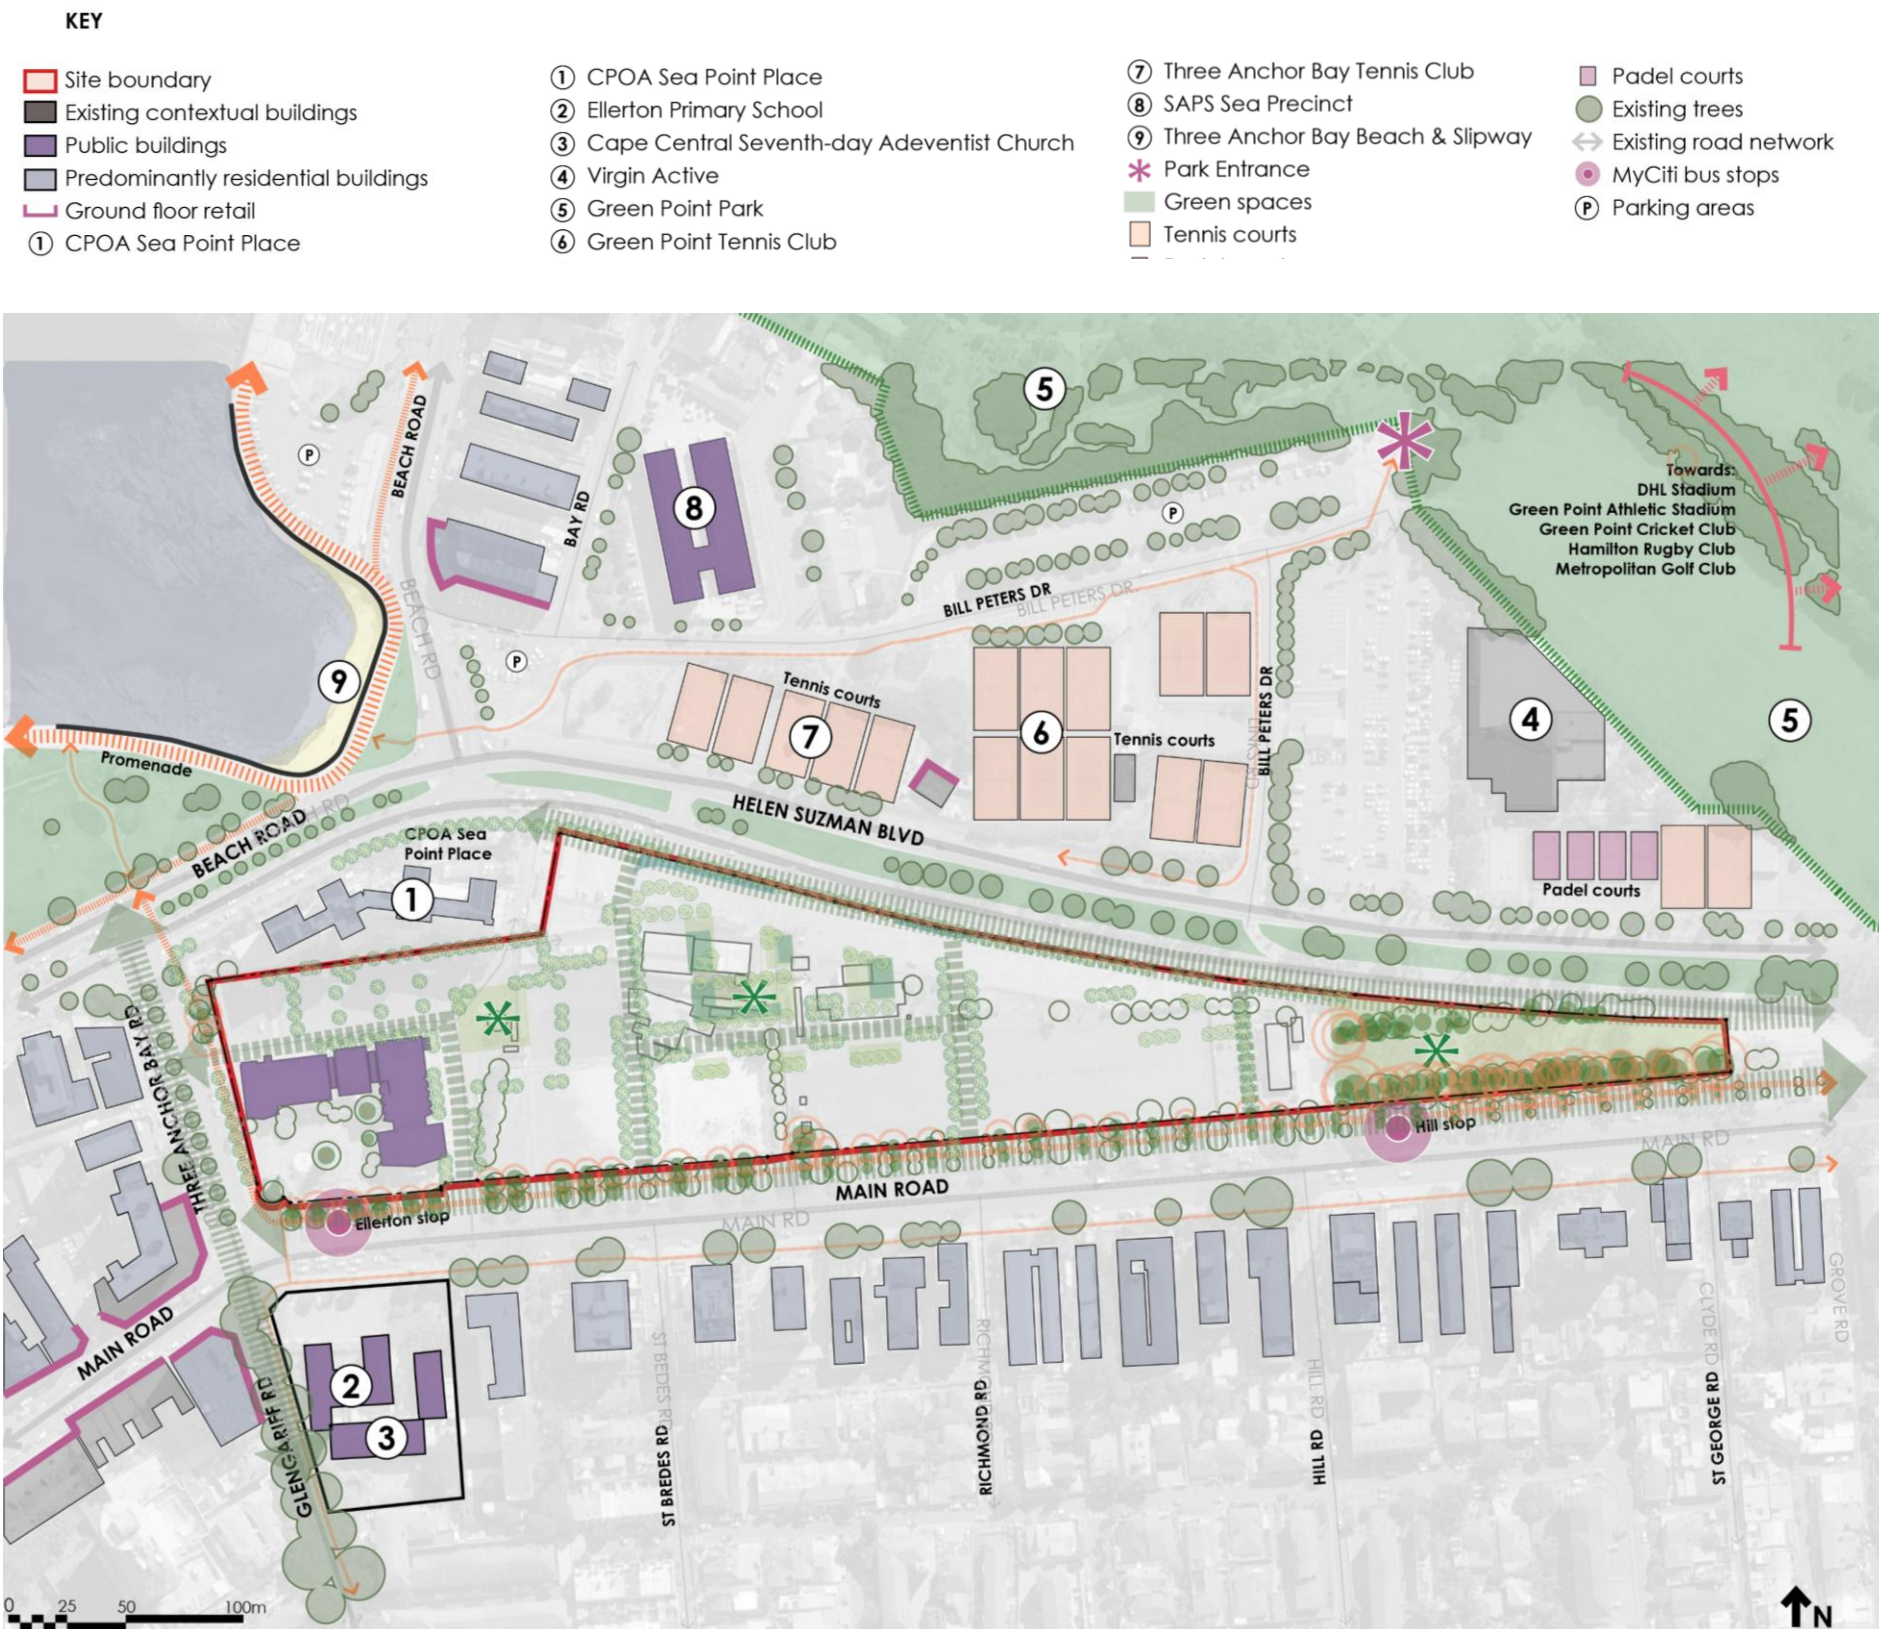 KEY
Site boundary
Existing contextual buildings
Public buildings
Predominantly residential buildings
Ground floor retail
1 CPOA Sea Point Place
1 CPOA Sea Point Place
2 Ellerton Primary School
3 Cape Central Seventh-day Adeventist Church
4 Virgin Active
5 Green Point Park
6 Green Point Tennis Club
7 Three Anchor Bay Tennis Club
8 SAPS Sea Precinct
9 Three Anchor Bay Beach & Slipway
Park Entrance
Green spaces
Tennis courts
Padel courts
Existing trees
Existing road network
MyCiti bus stops
P Parking areas
5
BEACH ROAD
P
Towards:
DHL Stadium
Green Point Athletic Stadium
Green Point Cricket Club
Hamilton Rugby Club
Metropolitan Golf Club
8
BAY RD
P
BEACH RD
BILL PETERS DR
BILL PETERS DR.
P
9
Tennis courts
7
6
Tennis courts
BILL PETERS DR
LINKS RD
4
5
Promenade
HELEN SUZMAN BLVD
BEACH ROAD
CPOA Sea
Point Place
1
Padel courts
THREE ANCHOR BAY RD
Hill stop
MAIN RD
MAIN ROAD
MAIN RD
Ellerton stop
MAIN ROAD
2
3
GLENGARIFF RD
ST BEDES RD
ST BREDES RD
RICHMOND RD
HILL RD
HILL RD
CLYDE RD
ST GEORGE RD
GROVE RD
0 25 50 100m
N